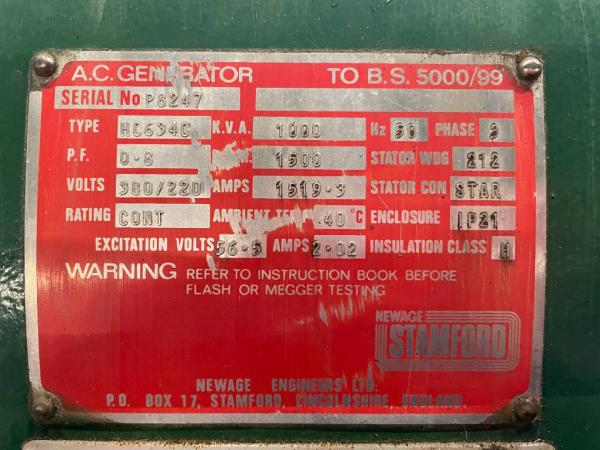 A.C. GENERATOR TO B.S. 5000/99
SERIAL No P8247
TYPE HC634C K.V.A. 1000 Hz 50 PHASE 3
P.F. 0-8 1500 STATOR WDG 212
VOLTS 380/220 AMPS 1519-3 STATOR CON STAR
RATING CONT AMBIENT TEMP. 40°C ENCLOSURE IP21
EXCITATION VOLTS 56-5 AMPS 2-02 INSULATION CLASS H
WARNING REFER TO INSTRUCTION BOOK BEFORE
FLASH OR MEGGER TESTING
NEWAGE
STAMFORD
NEWAGE ENGINEERS LTD.
P.O. BOX 17, STAMFORD, LINCOLNSHIRE, ENGLAND.